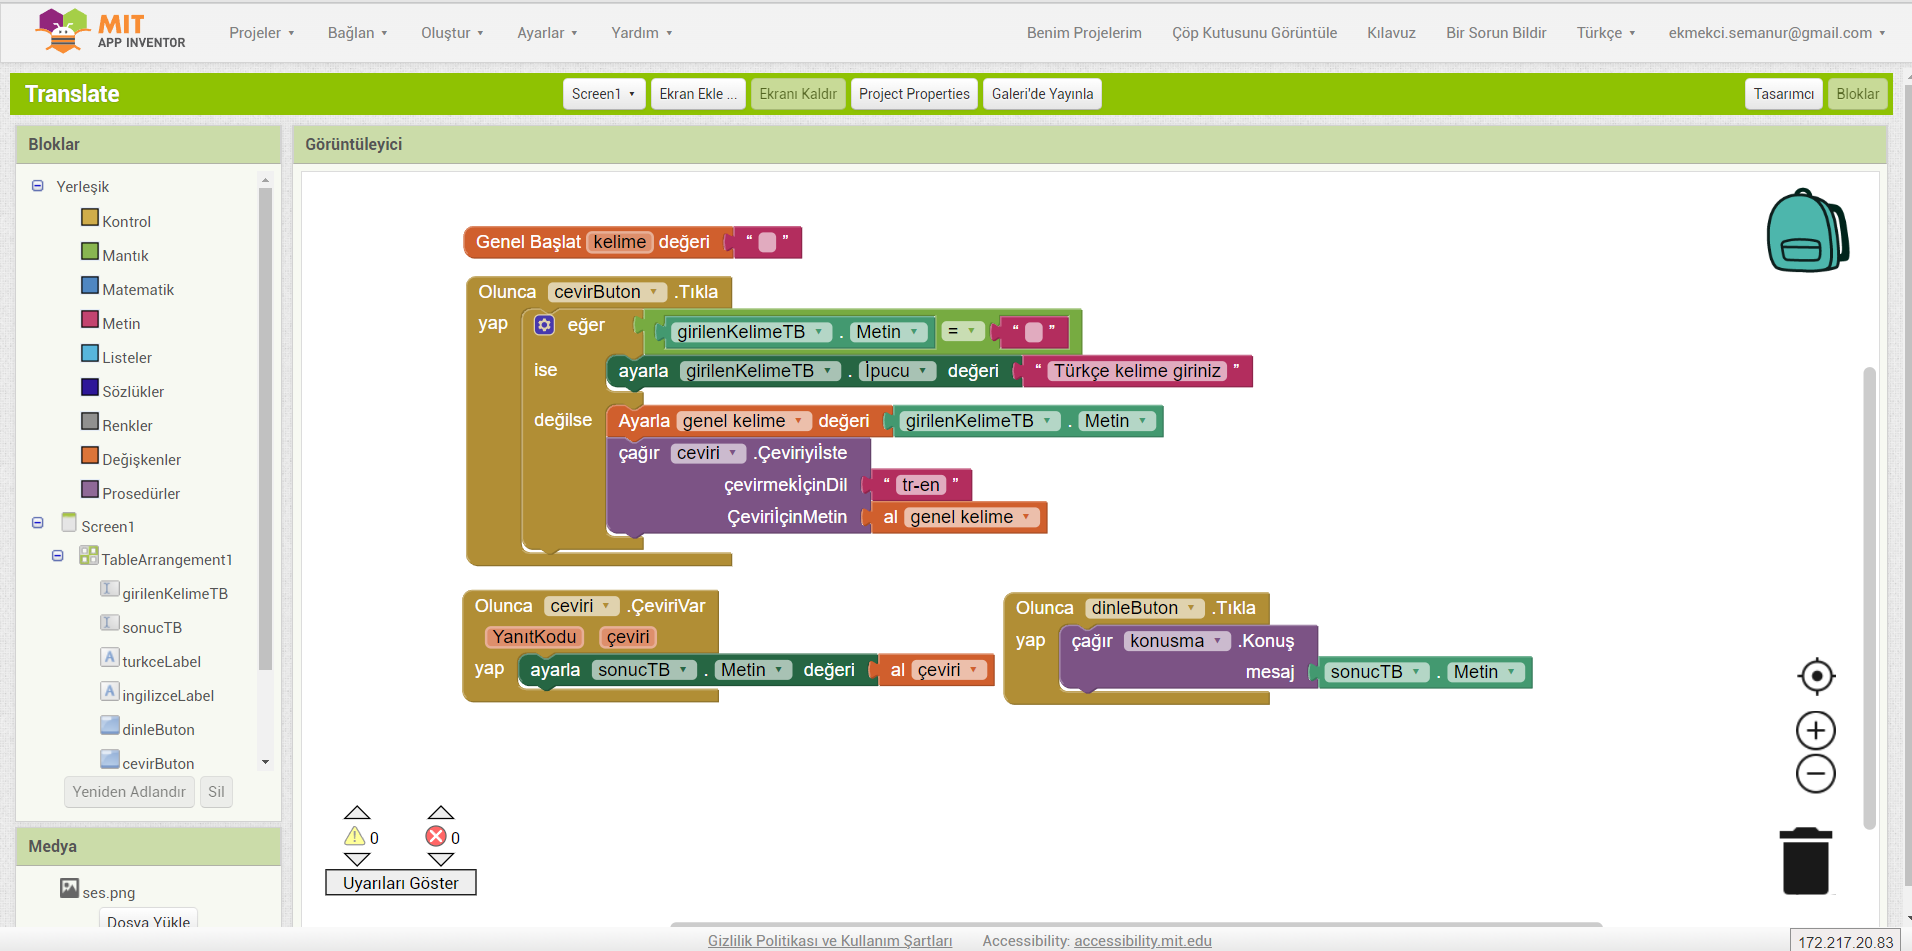 MIT
APP INVENTOR
Projeler Bağlan Oluştur Ayarlar Yardım Benim Projelerim Çöp Kutusunu Görüntüle Kılavuz Bir Sorun Bildir Türkçe ekmekci.semanur@gmail.com
Translate Screen1 Ekran Ekle ... Ekranı Kaldır Project Properties Galeri'de Yayınla Tasarımcı Bloklar
Bloklar
Yerleşik
Kontrol
Mantık
Matematik
Metin
Listeler
Sözlükler
Renkler
Değişkenler
Prosedürler
Screen1
TableArrangement1
girilenKelimeTB
sonucTB
turkceLabel
ingilizceLabel
dinleButon
cevirButon
Yeniden Adlandır Sil
Medya
ses.png
Dosya Yükle
Görüntüleyici
Genel Başlat kelime değeri “ ”
Olunca cevirButon .Tıkla
yap eğer girilenKelimeTB . Metin = “ ”
ise ayarla girilenKelimeTB . İpucu değeri “ Türkçe kelime giriniz ”
değilse Ayarla genel kelime değeri girilenKelimeTB . Metin
çağır ceviri .Çeviriyiİste
çevirmekİçinDil “ tr-en ”
ÇeviriİçinMetin al genel kelime
Olunca ceviri .ÇeviriVar
YanıtKodu çeviri
yap ayarla sonucTB . Metin değeri al çeviri
Olunca dinleButon .Tıkla
yap çağır konusma .Konuş
mesaj sonucTB . Metin
0 0
Uyarıları Göster
Gizlilik Politikası ve Kullanım Şartları Accessibility: accessibility.mit.edu
172.217.20.83